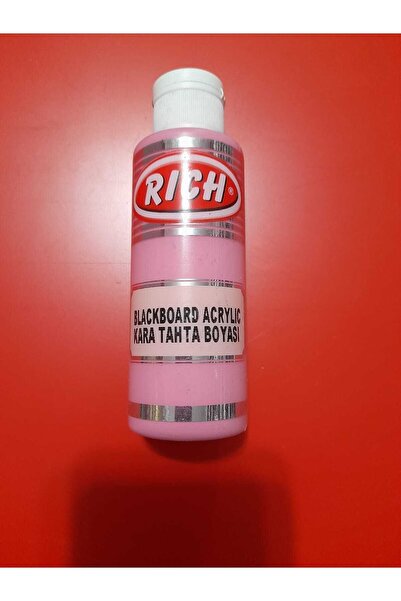 RICH®
BLACKBOARD ACRYLIC
KARA TAHTA BOYASI